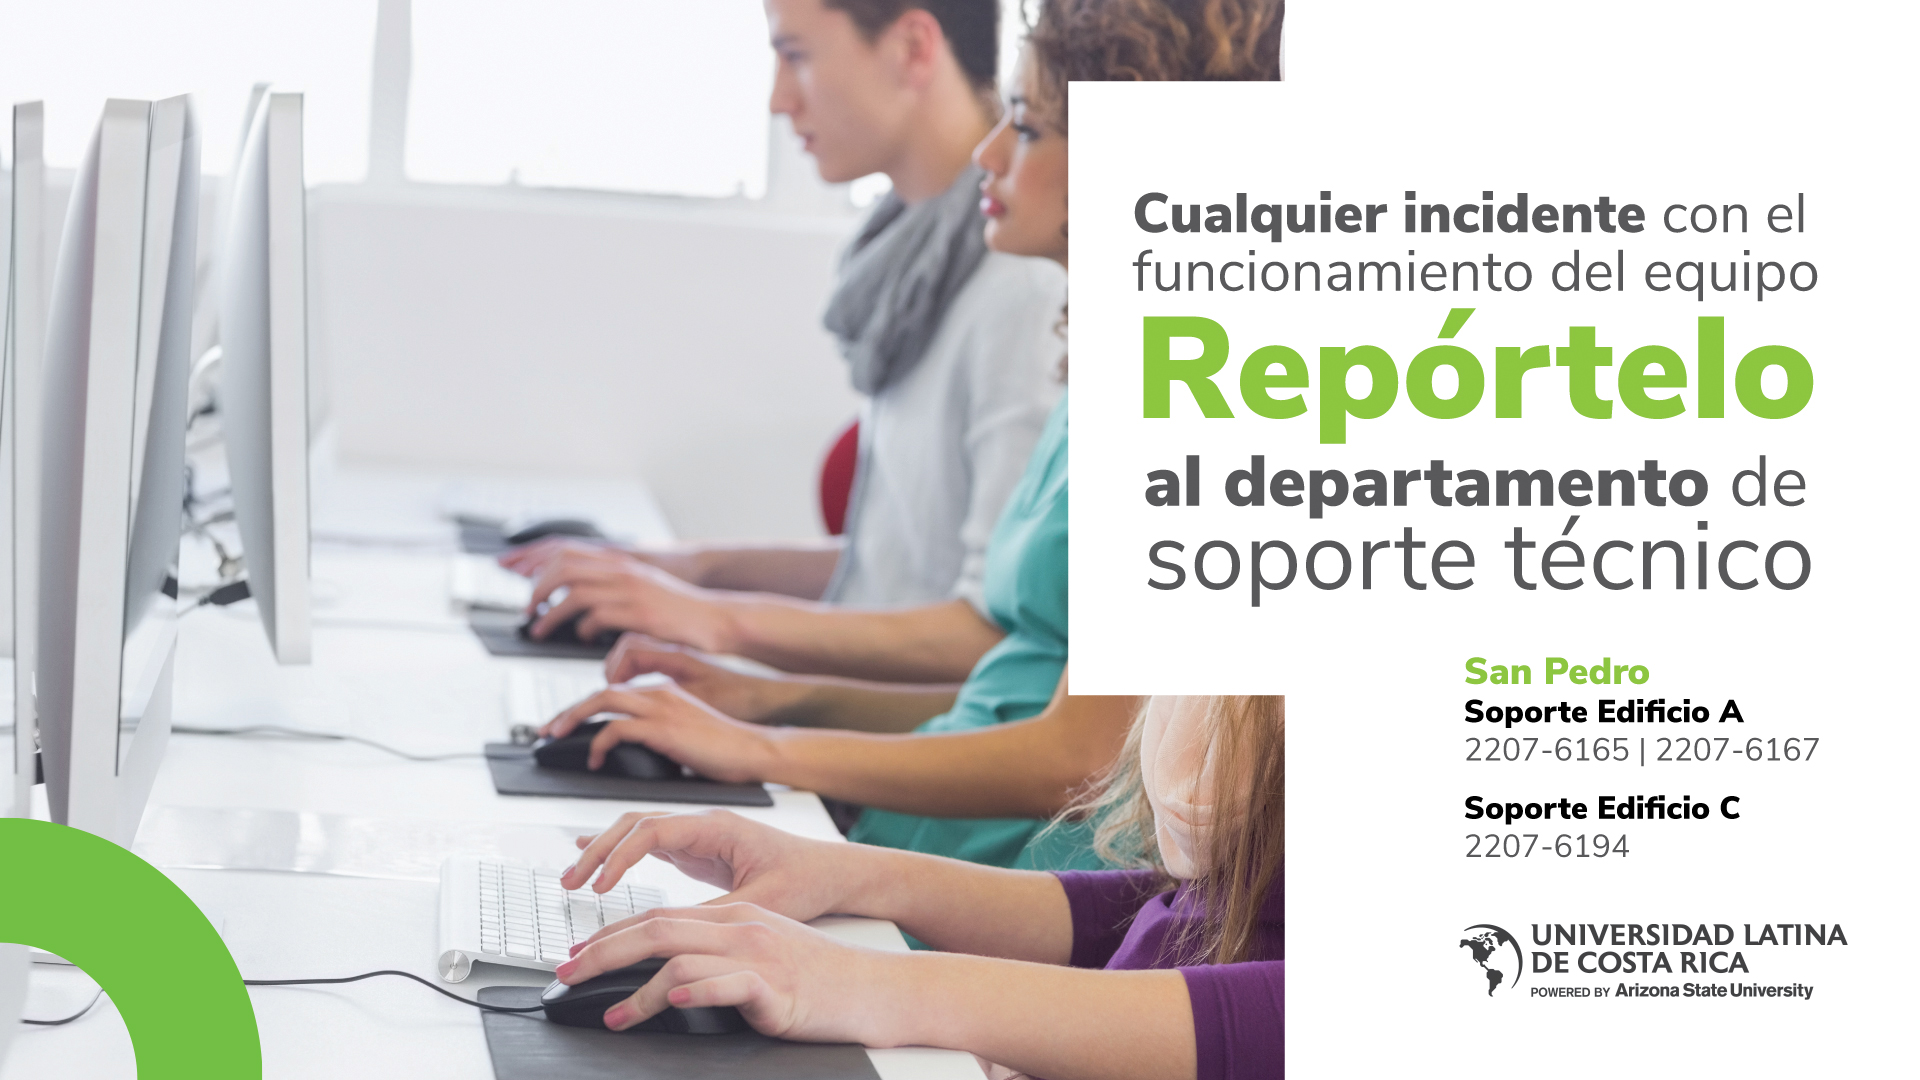 Cualquier incidente con el
funcionamiento del equipo
Repórtelo
al departamento de
soporte técnico
San Pedro
Soporte Edificio A
2207-6165 | 2207-6167
Soporte Edificio C
2207-6194
UNIVERSIDAD LATINA
DE COSTA RICA
POWERED BY Arizona State University